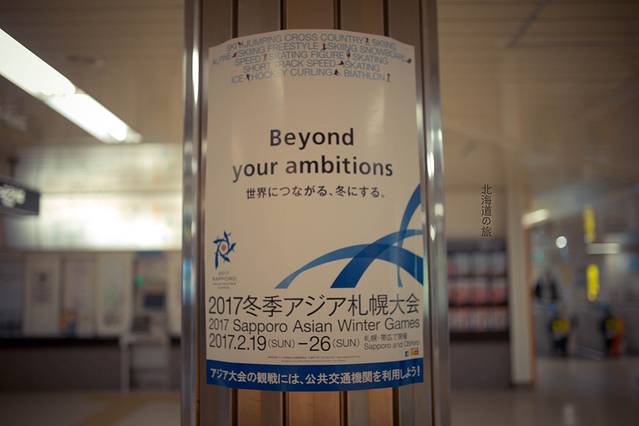 SKI JUMPING CROSS COUNTRY SKIING
ALPINE SKIING FREESTYLE SKIING SNOWBOARD
SPEED SKATING FIGURE SKATING
SHORT TRACK SPEED SKATING
ICE HOCKEY CURLING BIATHLON
Beyond
your ambitions
世界につながる、冬にする。
2017
SAPPORO
2017冬季アジア札幌大会
2017 Sapporo Asian Winter Games
2017.2.19(SUN)–26(SUN)
札幌・帯広で開催
Sapporo and Obihiro
アジア大会の観戦には、公共交通機関を利用しよう!
北海道の旅